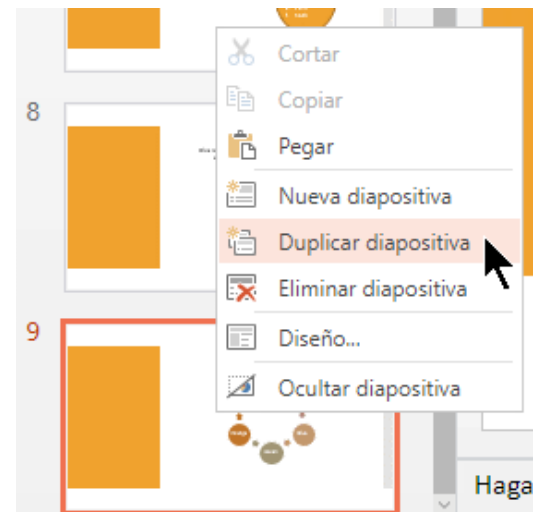 8
9
Cortar
Copiar
Pegar
Nueva diapositiva
Duplicar diapositiva
Eliminar diapositiva
Diseño...
Ocultar diapositiva
Haga